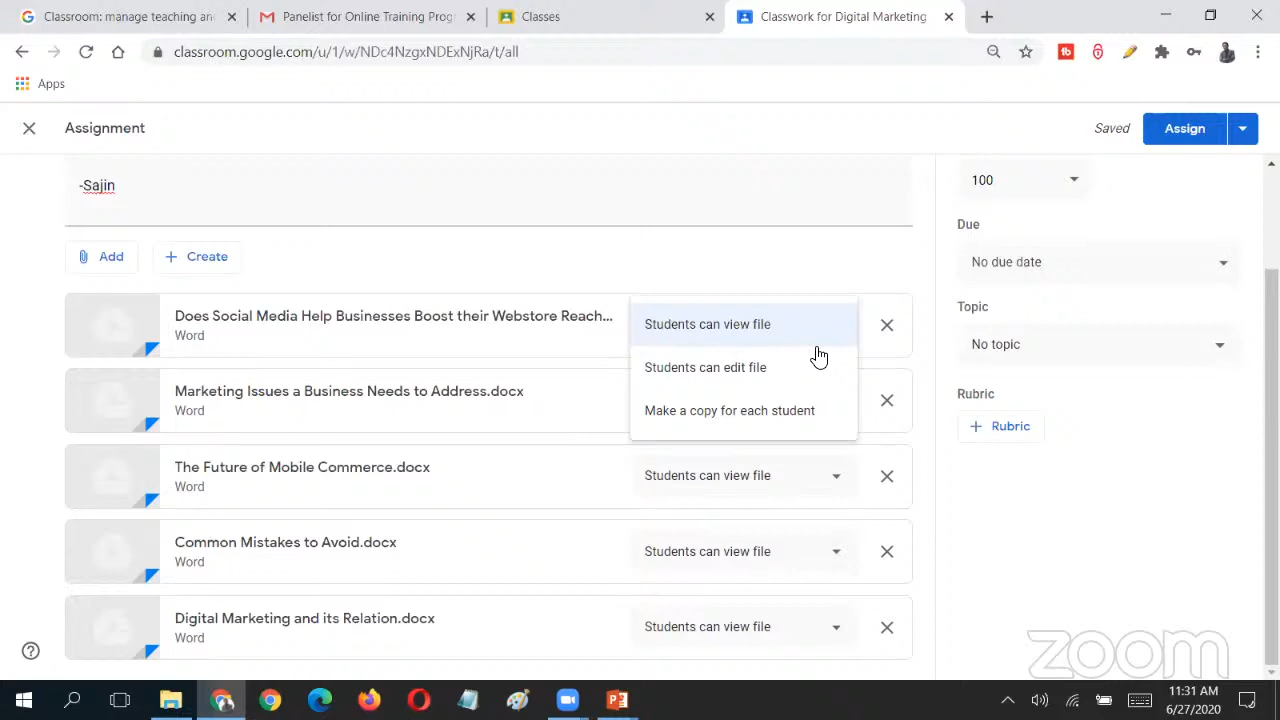 Classroom: manage teaching an
Panelist for Online Training Prog
Classes
Classwork for Digital Marketing
classroom.google.com/u/1/w/NDc4NzgxNDExNjRa/t/all
Apps
Assignment
Saved
Assign
-Sajin
100
Due
Add
Create
No due date
Topic
Does Social Media Help Businesses Boost their Webstore Reach...
Word
Students can view file
No topic
Students can edit file
Marketing Issues a Business Needs to Address.docx
Word
Make a copy for each student
Rubric
Rubric
The Future of Mobile Commerce.docx
Word
Students can view file
Common Mistakes to Avoid.docx
Word
Students can view file
Digital Marketing and its Relation.docx
Word
Students can view file
zoom
11:31 AM
6/27/2020